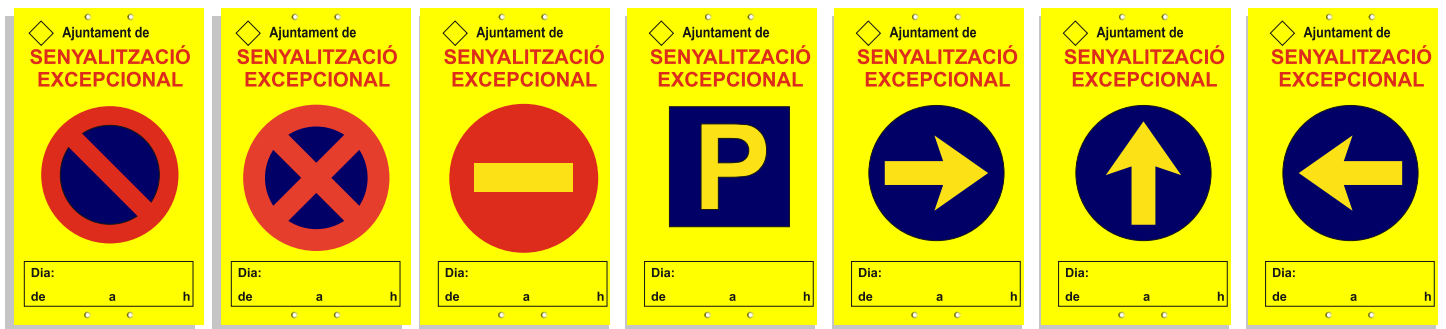 Ajuntament de
SENYALITZACIÓ
EXCEPCIONAL
Dia:
de a h
Ajuntament de
SENYALITZACIÓ
EXCEPCIONAL
Dia:
de a h
Ajuntament de
SENYALITZACIÓ
EXCEPCIONAL
Dia:
de a h
Ajuntament de
SENYALITZACIÓ
EXCEPCIONAL
P
Dia:
de a h
Ajuntament de
SENYALITZACIÓ
EXCEPCIONAL
Dia:
de a h
Ajuntament de
SENYALITZACIÓ
EXCEPCIONAL
Dia:
de a h
Ajuntament de
SENYALITZACIÓ
EXCEPCIONAL
Dia:
de a h